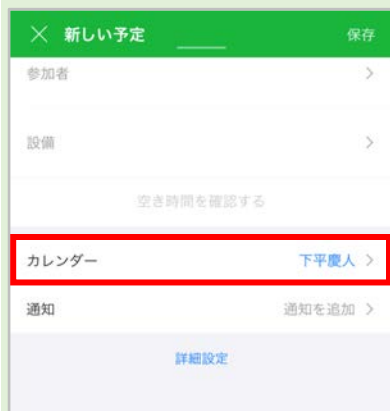 新しい予定 保存
参加者
設備
空き時間を確認する
カレンダー 下平慶人
通知 通知を追加
詳細設定